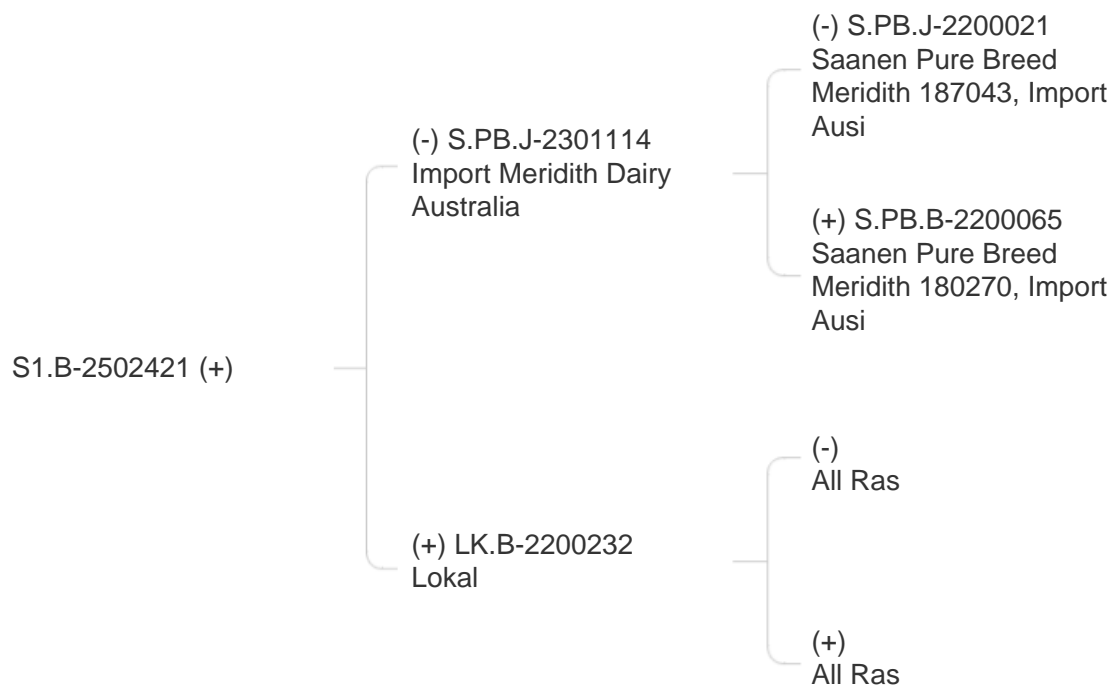 (-) S.PB.J-2200021
Saanen Pure Breed
Meridith 187043, Import
Ausi
(-) S.PB.J-2301114
Import Meridith Dairy
Australia
(+) S.PB.B-2200065
Saanen Pure Breed
Meridith 180270, Import
Ausi
S1.B-2502421 (+)
(-)
All Ras
(+) LK.B-2200232
Lokal
(+)
All Ras